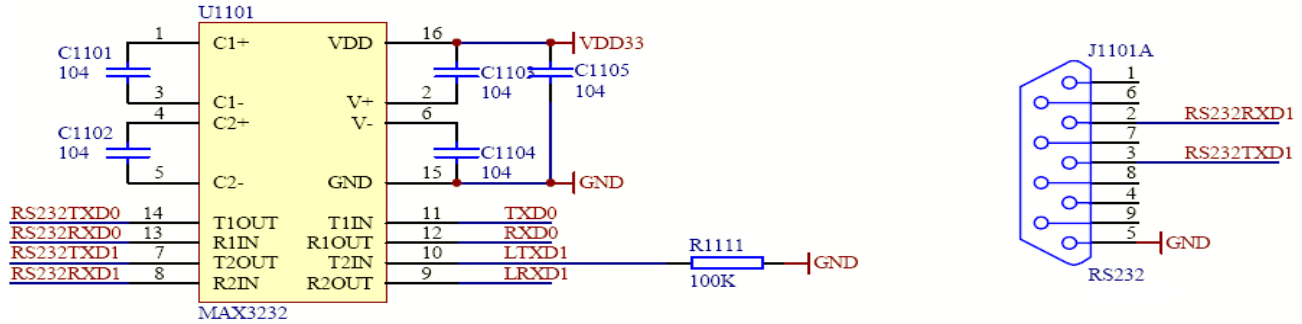 U1101
C1101
104
1
C1+
VDD
16
VDD33
C1103
104
C1105
104
3
C1-
V+
2
4
C2+
V-
6
C1102
104
C1104
104
5
C2-
GND
15
GND
RS232TXD0 14 T1OUT T1IN 11 TXD0
RS232RXD0 13 R1IN R1OUT 12 RXD0
RS232TXD1 7 T2OUT T2IN 10 LTXD1
RS232RXD1 8 R2IN R2OUT 9 LRXD1
MAX3232
R1111
100K
GND
J1101A
1
6
2 RS232RXD1
7
3 RS232TXD1
8
4
9
5 GND
RS232